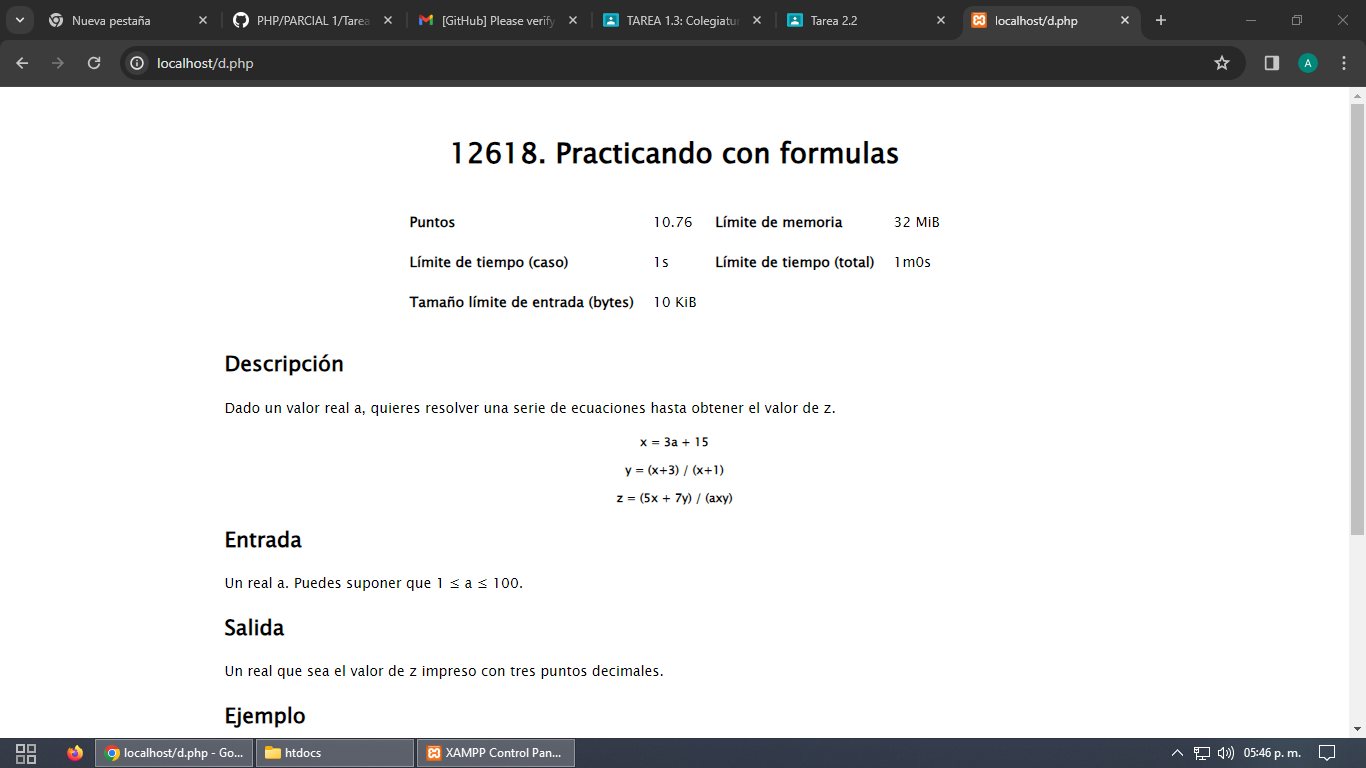 Nueva pestaña
PHP/PARCIAL 1/Tarea
[GitHub] Please verify
TAREA 1.3: Colegiatu
Tarea 2.2
localhost/d.php
localhost/d.php
A
12618. Practicando con formulas
Puntos 10.76 Límite de memoria 32 MiB
Límite de tiempo (caso) 1s Límite de tiempo (total) 1m0s
Tamaño límite de entrada (bytes) 10 KiB
Descripción
Dado un valor real a, quieres resolver una serie de ecuaciones hasta obtener el valor de z.
x = 3a + 15
y = (x+3) / (x+1)
z = (5x + 7y) / (axy)
Entrada
Un real a. Puedes suponer que 1 ≤ a ≤ 100.
Salida
Un real que sea el valor de z impreso con tres puntos decimales.
Ejemplo
localhost/d.php - Go...
htdocs
XAMPP Control Pan...
05:46 p. m.